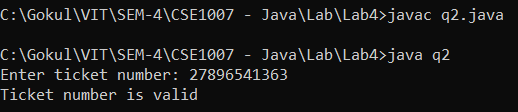 C:\Gokul\VIT\SEM-4\CSE1007 - Java\Lab\Lab4>javac q2.java
C:\Gokul\VIT\SEM-4\CSE1007 - Java\Lab\Lab4>java q2
Enter ticket number: 27896541363
Ticket number is valid